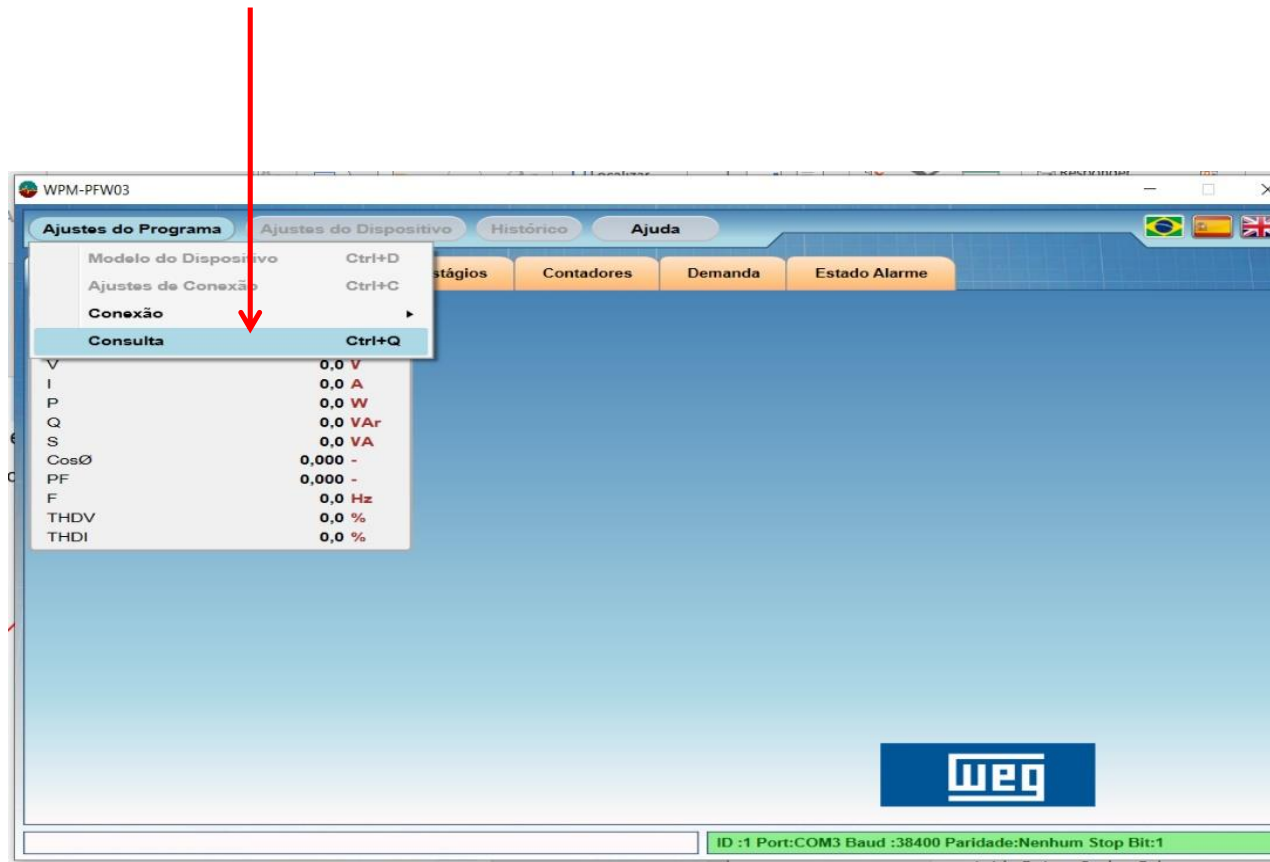 Localizar
Responder
WPM-PFW03
Ajustes do Programa Ajustes do Dispositivo Histórico Ajuda
Modelo do Dispositivo Ctrl+D
Ajustes de Conexão Ctrl+C
Conexão
Consulta Ctrl+Q
stágios Contadores Demanda Estado Alarme
V 0,0 V
I 0,0 A
P 0,0 W
Q 0,0 VAr
S 0,0 VA
CosØ 0,000 -
PF 0,000 -
F 0,0 Hz
THDV 0,0 %
THDI 0,0 %
weg
ID :1 Port:COM3 Baud :38400 Paridade:Nenhum Stop Bit:1